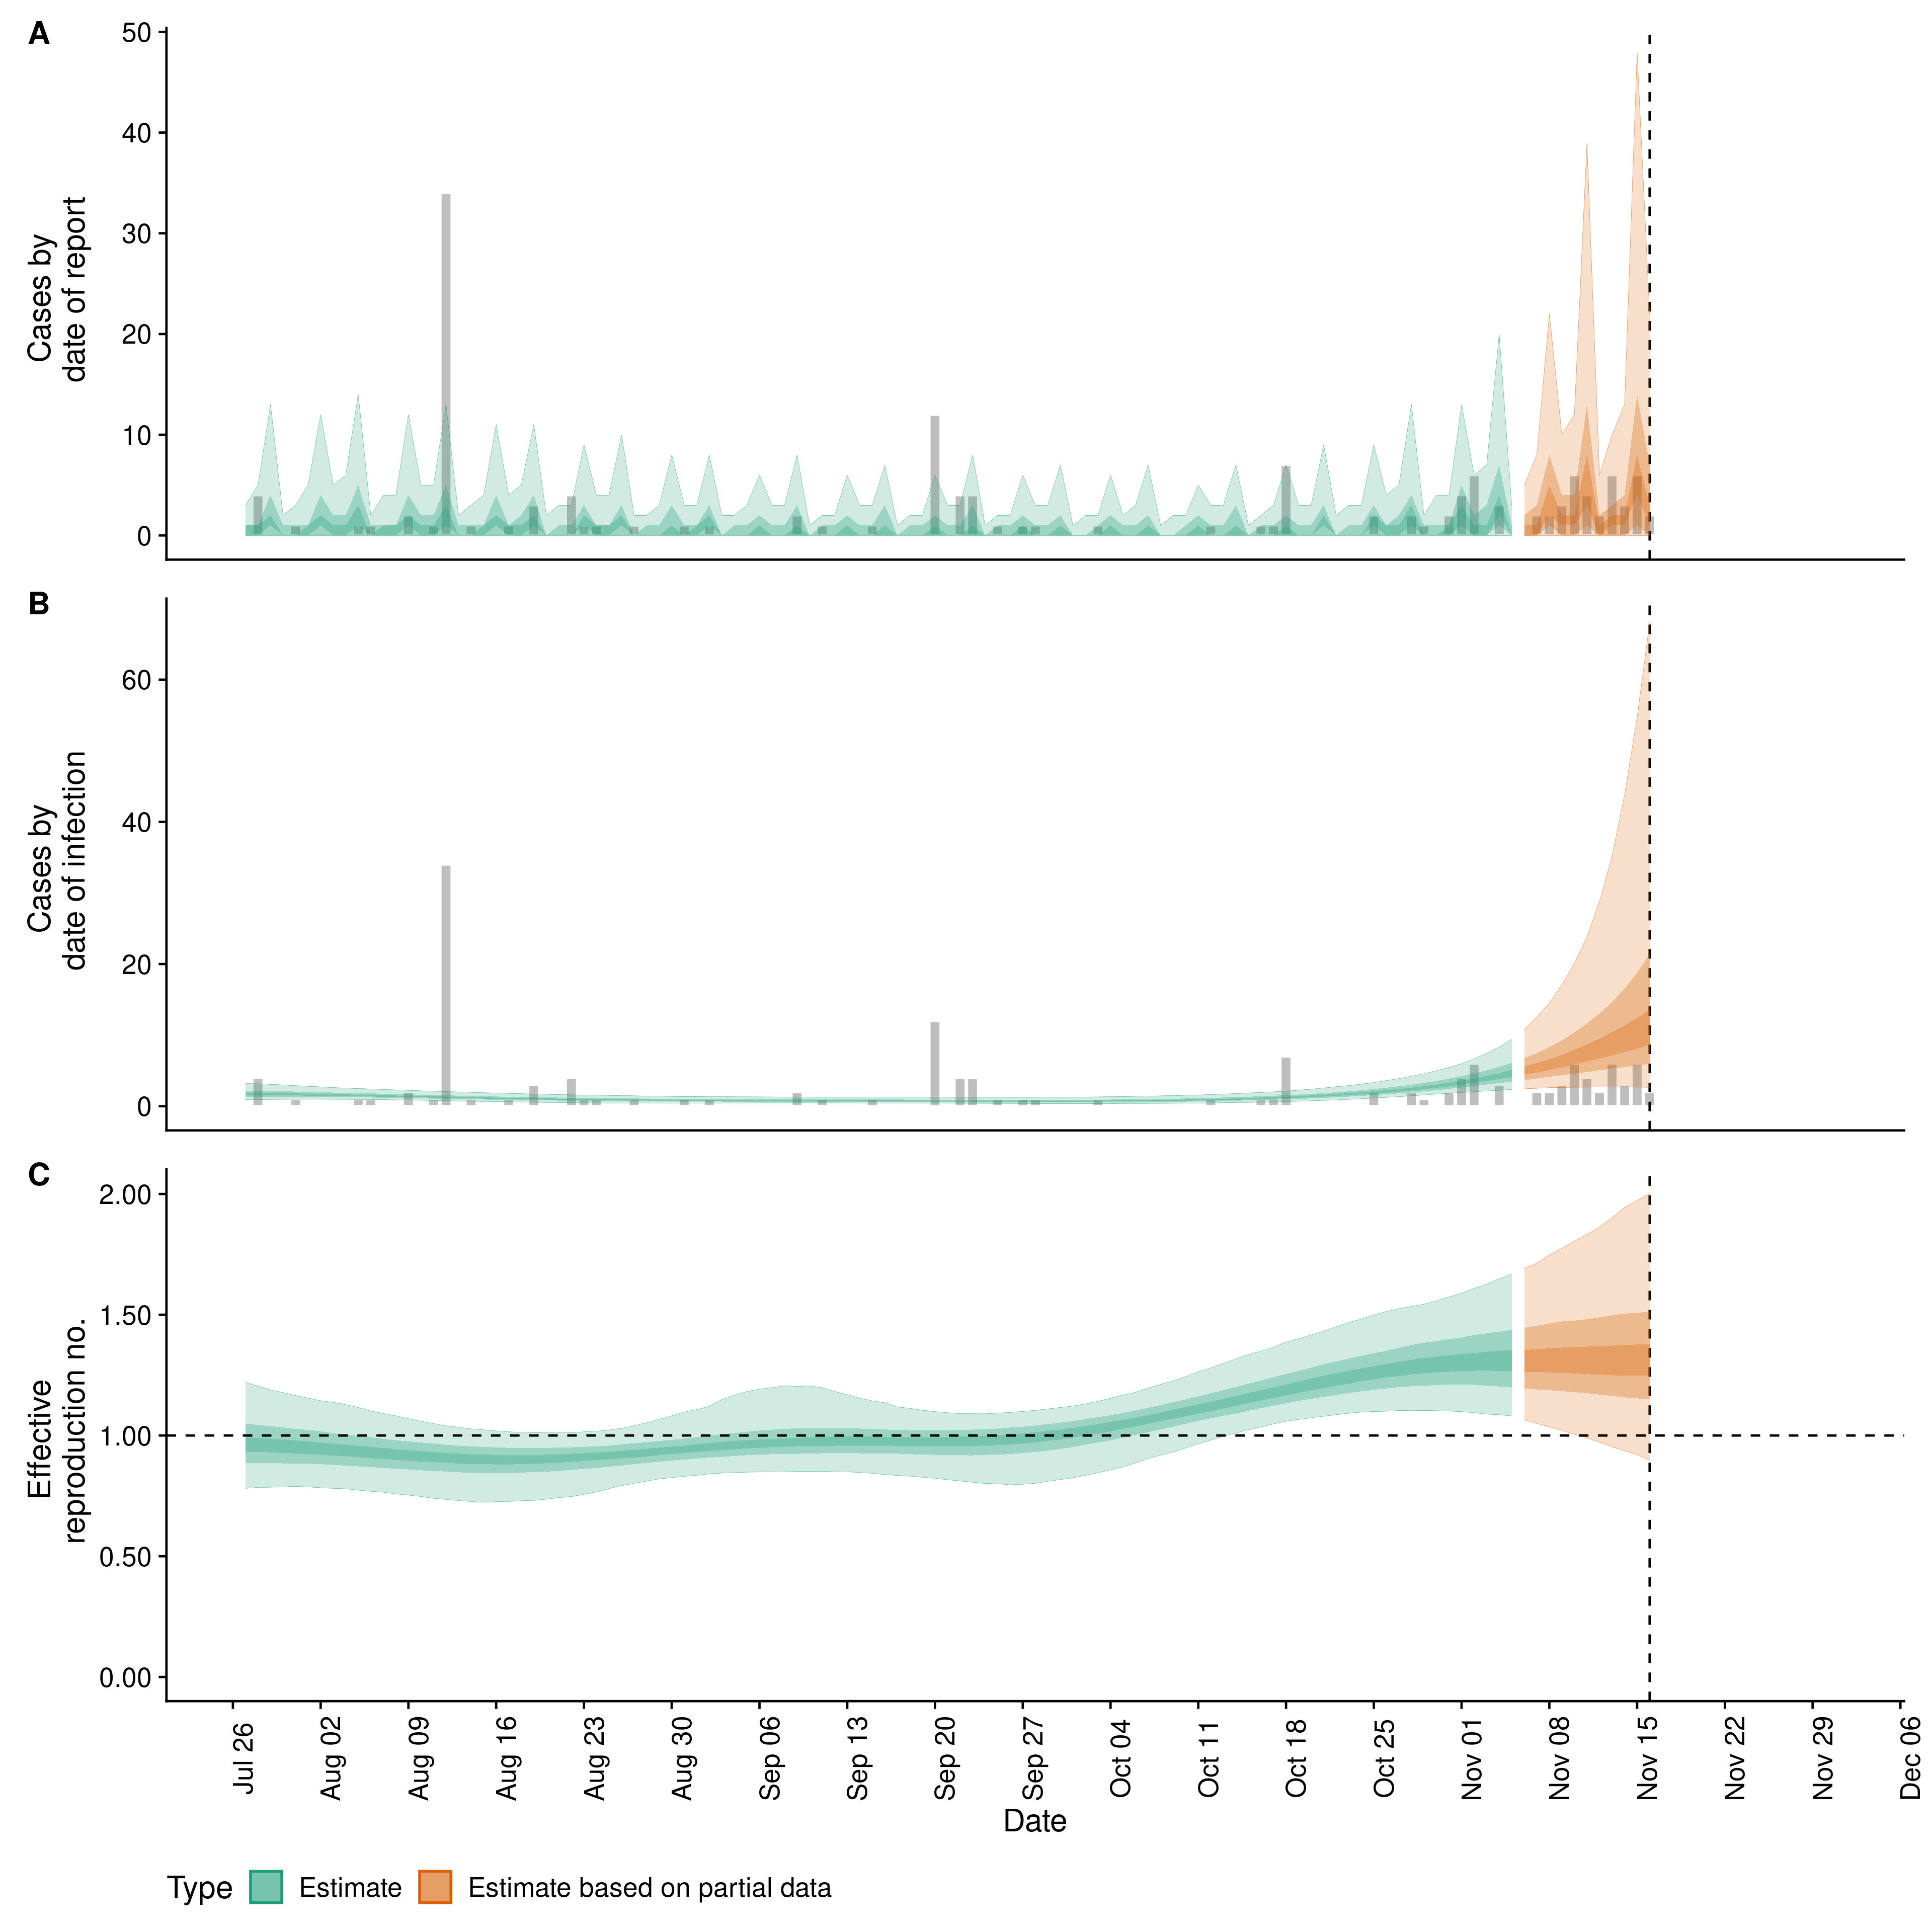 A
50
40
30
20
10
0
Cases by
date of report
B
60
40
20
0
Cases by
date of infection
C
2.00
1.50
1.00
0.50
0.00
Effective
reproduction no.
Jul 26
Aug 02
Aug 09
Aug 16
Aug 23
Aug 30
Sep 06
Sep 13
Sep 20
Sep 27
Oct 04
Oct 11
Oct 18
Oct 25
Nov 01
Nov 08
Nov 15
Nov 22
Nov 29
Dec 06
Date
Type Estimate Estimate based on partial data